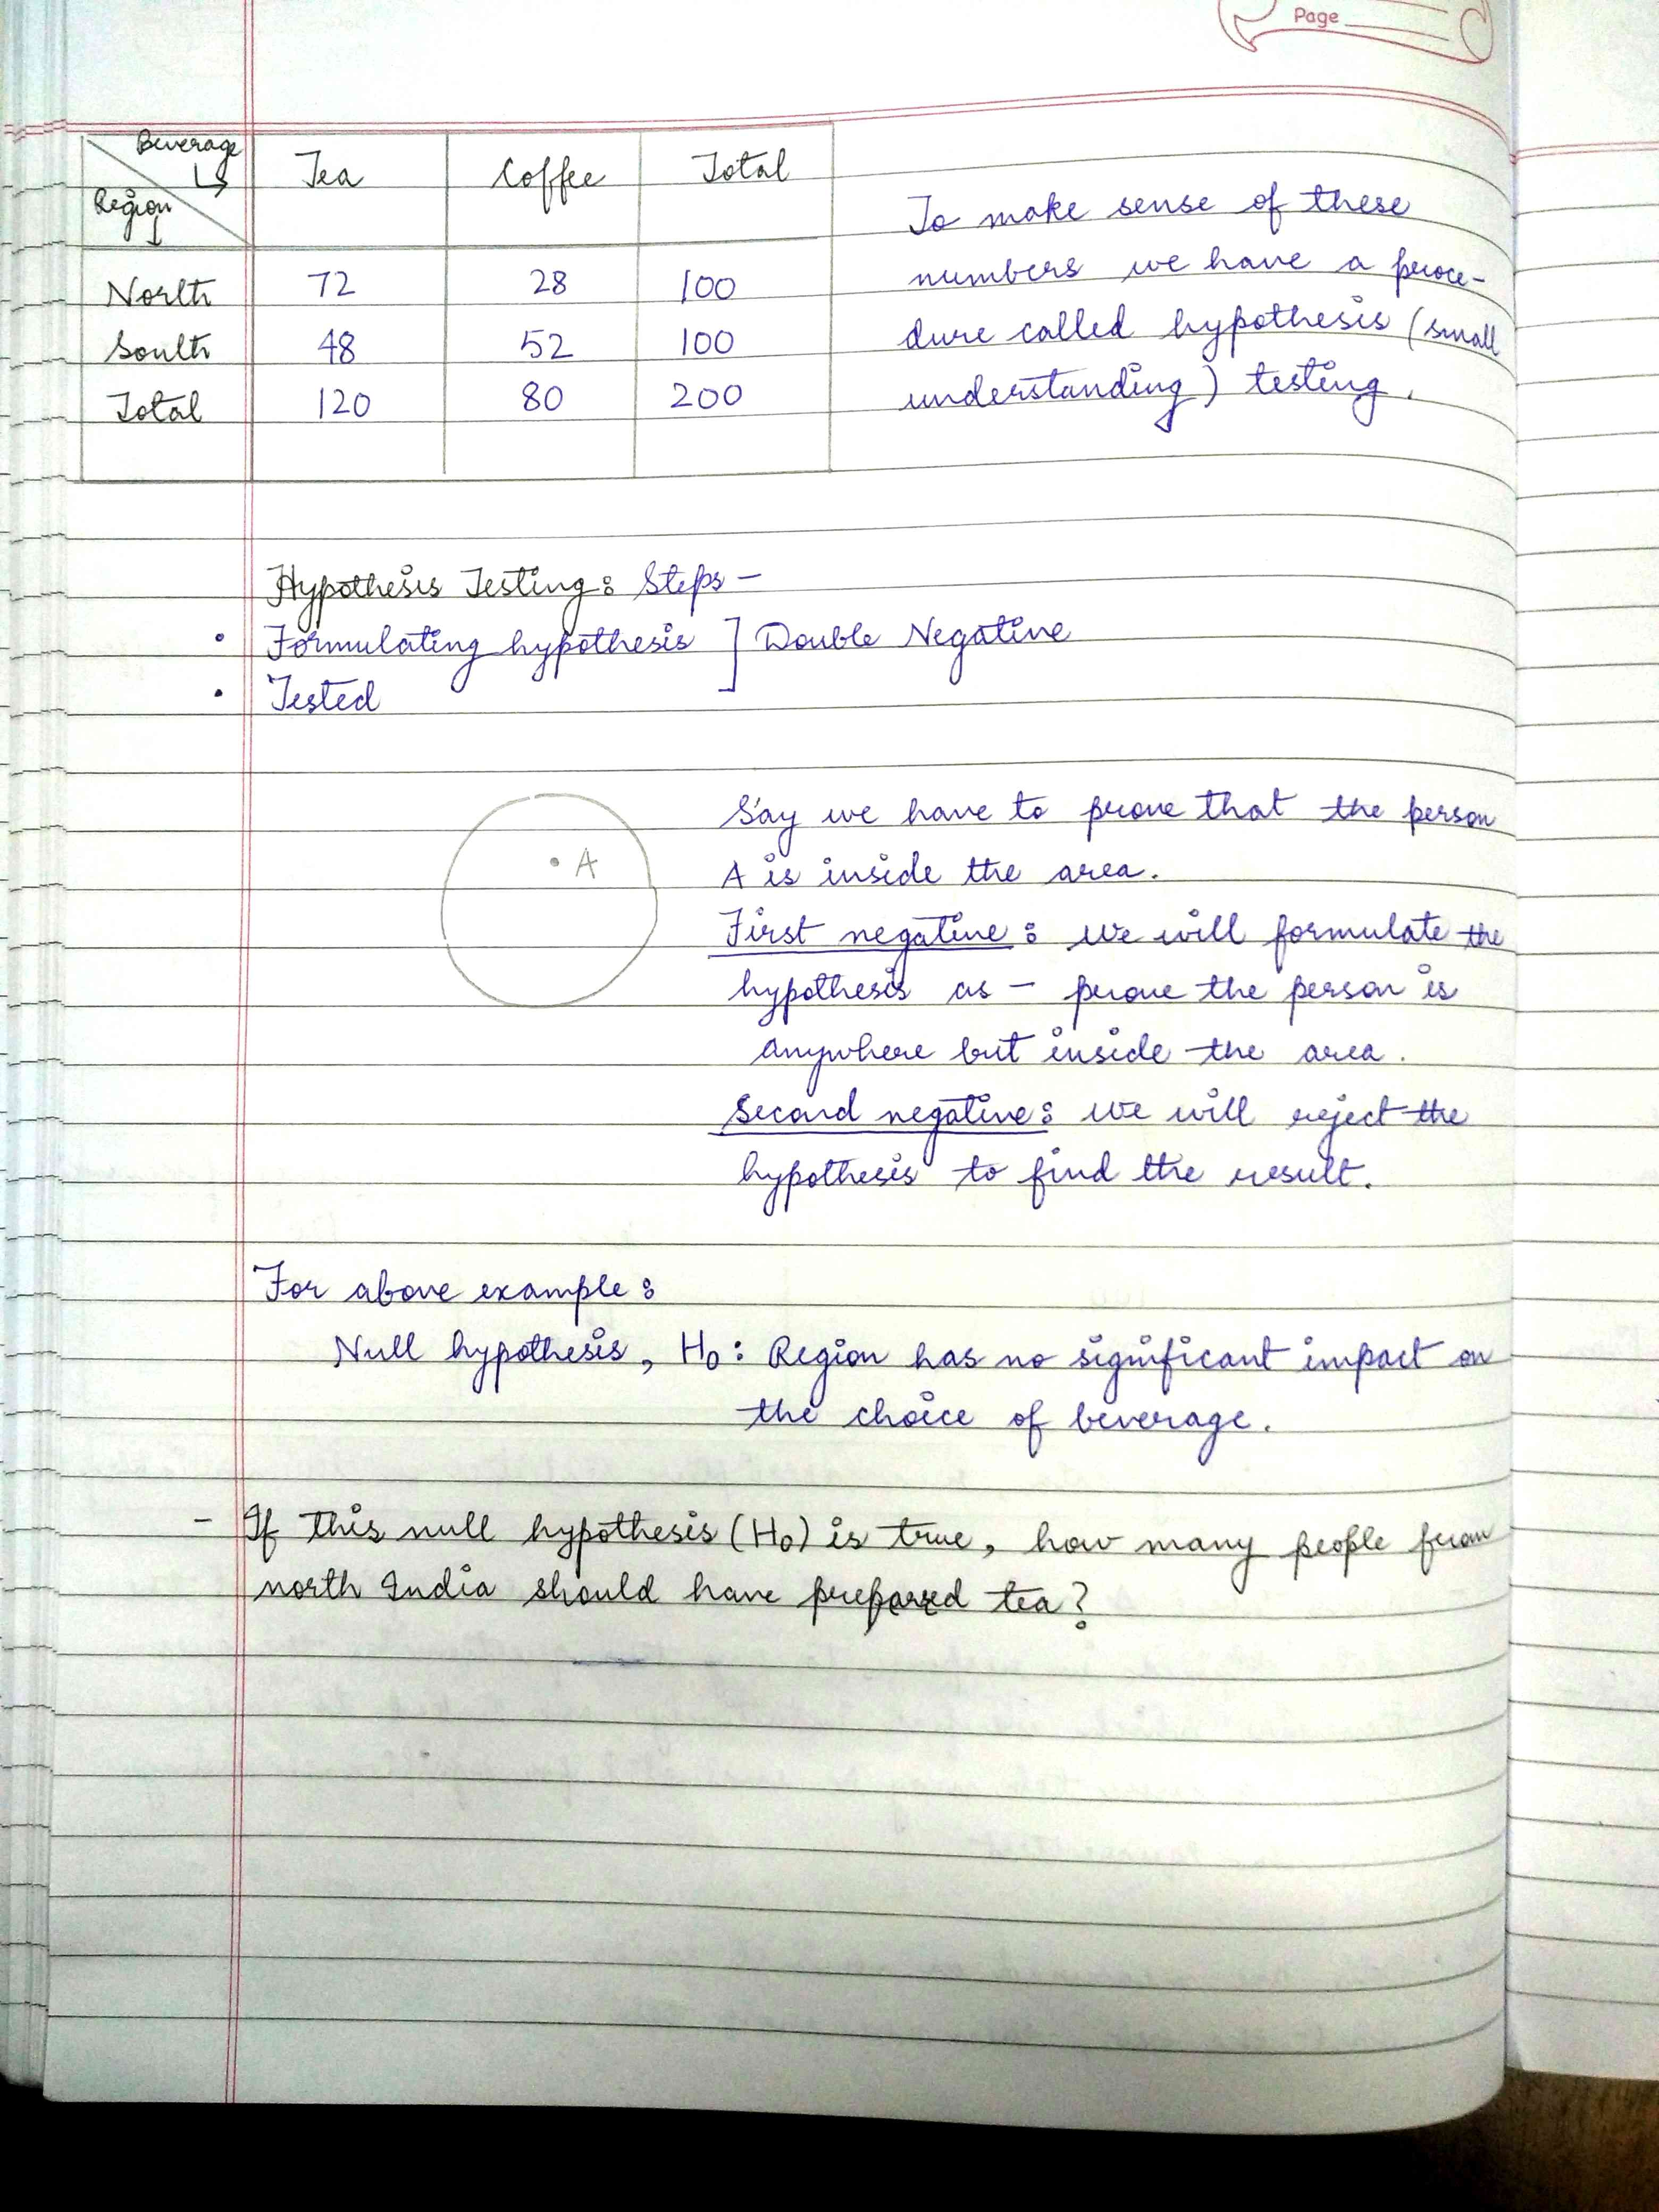 Page
Beverage
Region
Tea Coffee Total
North 72 28 100
South 48 52 100
Total 120 80 200
To make sense of these
numbers we have a proce-
dure called hypothesis (small
understanding) testing.
Hypothesis Testing: Steps -
• Formulating hypothesis ] Double Negative
• Tested
• A
Say we have to prove that the person
A is inside the area.
First negative: we will formulate the
hypothesis as - prove the person is
anywhere but inside the area.
Second negative: we will reject the
hypothesis to find the result.
For above example:
Null hypothesis, H₀: Region has no significant impact on
the choice of beverage.
- If this null hypothesis (H₀) is true, how many people from
north India should have prepared tea?